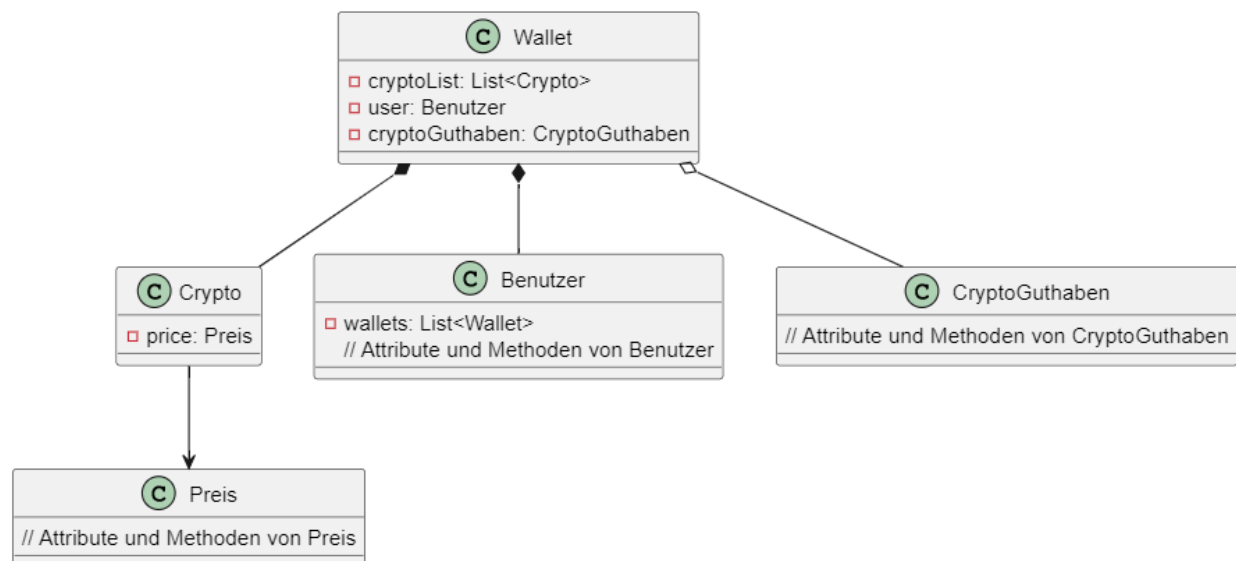 C Wallet
cryptoList: List<Crypto>
user: Benutzer
cryptoGuthaben: CryptoGuthaben
C Crypto
price: Preis
C Benutzer
wallets: List<Wallet>
// Attribute und Methoden von Benutzer
C CryptoGuthaben
// Attribute und Methoden von CryptoGuthaben
C Preis
// Attribute und Methoden von Preis